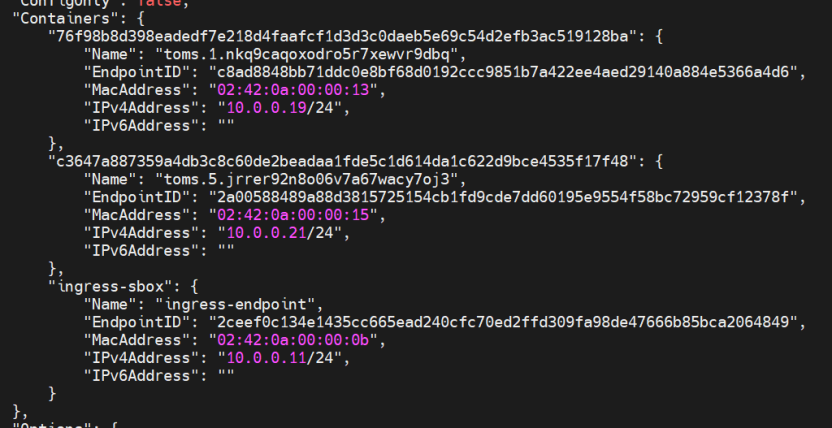 "ConfigOnly": false,
"Containers": {
"76f98b8d398eadedf7e218d4faafcf1d3d3c0daeb5e69c54d2efb3ac519128ba": {
"Name": "toms.1.nkq9caqoxodro5r7xewvr9dbq",
"EndpointID": "c8ad8848bb71ddc0e8bf68d0192ccc9851b7a422ee4aed29140a884e5366a4d6",
"MacAddress": "02:42:0a:00:00:13",
"IPv4Address": "10.0.0.19/24",
"IPv6Address": ""
},
"c3647a887359a4db3c8c60de2beadaa1fde5c1d614da1c622d9bce4535f17f48": {
"Name": "toms.5.jrrer92n8o06v7a67wacy7oj3",
"EndpointID": "2a00588489a88d3815725154cb1fd9cde7dd60195e9554f58bc72959cf12378f",
"MacAddress": "02:42:0a:00:00:15",
"IPv4Address": "10.0.0.21/24",
"IPv6Address": ""
},
"ingress-sbox": {
"Name": "ingress-endpoint",
"EndpointID": "2ceef0c134e1435cc665ead240cfc70ed2ffd309fa98de47666b85bca2064849",
"MacAddress": "02:42:0a:00:00:0b",
"IPv4Address": "10.0.0.11/24",
"IPv6Address": ""
}
},
"Options": {